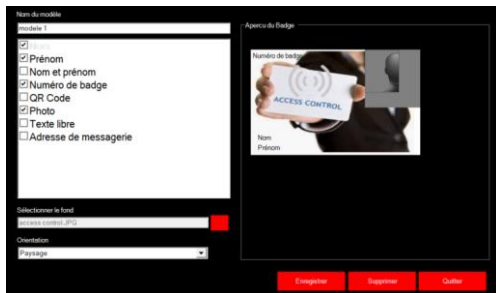 Nom du modèle
modele 1
Prénom
Nom et prénom
Numéro de badge
QR Code
Photo
Texte libre
Adresse de messagerie
Sélectionner le fond
access control.JPG
Orientation
Paysage
Aperçu du Badge
Numéro de badge
ACCESS CONTROL
Nom
Prénom
Enregistrer
Supprimer
Quitter